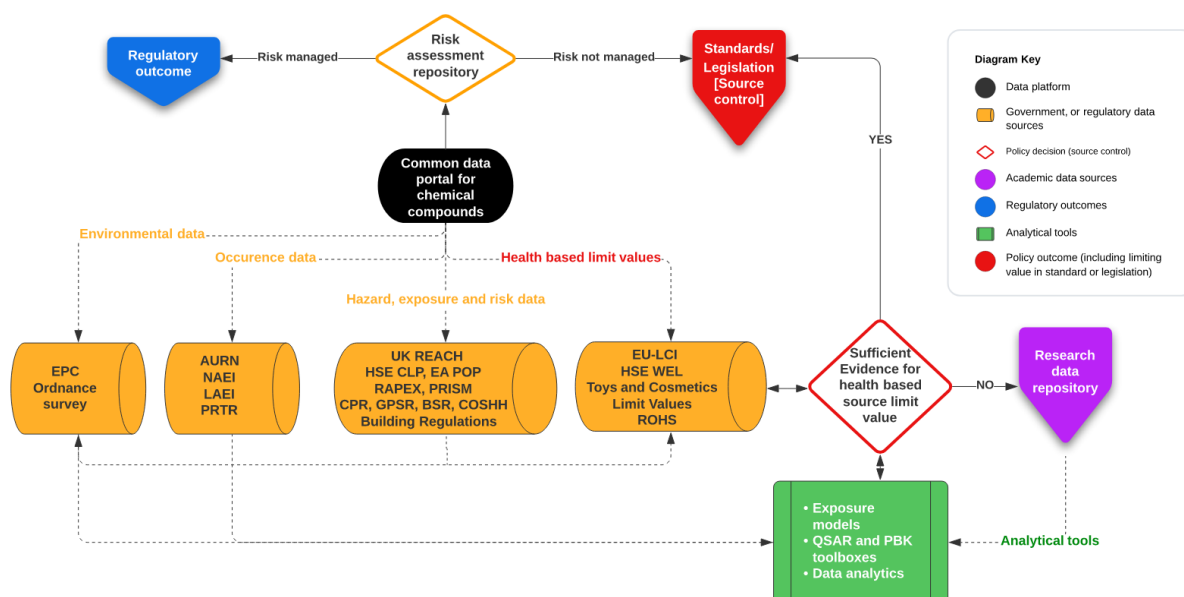 Regulatory
outcome
Risk managed
Risk
assessment
repository
Risk not managed
Standards/
Legislation
[Source
control]
Diagram Key
Data platform
Government, or regulatory data
sources
Policy decision (source control)
Academic data sources
Regulatory outcomes
Analytical tools
Policy outcome (including limiting
value in standard or legislation)
YES
Common data
portal for
chemical
compounds
Environmental data
Occurence data
Health based limit values
Hazard, exposure and risk data
EPC
Ordnance
survey
AURN
NAEI
LAEI
PRTR
UK REACH
HSE CLP, EA POP
RAPEX, PRISM
CPR, GPSR, BSR, COSHH
Building Regulations
EU-LCI
HSE WEL
Toys and Cosmetics
Limit Values
ROHS
Sufficient
Evidence for
health based
source limit
value
NO
Research
data
repository
• Exposure
models
• QSAR and PBK
toolboxes
• Data analytics
Analytical tools